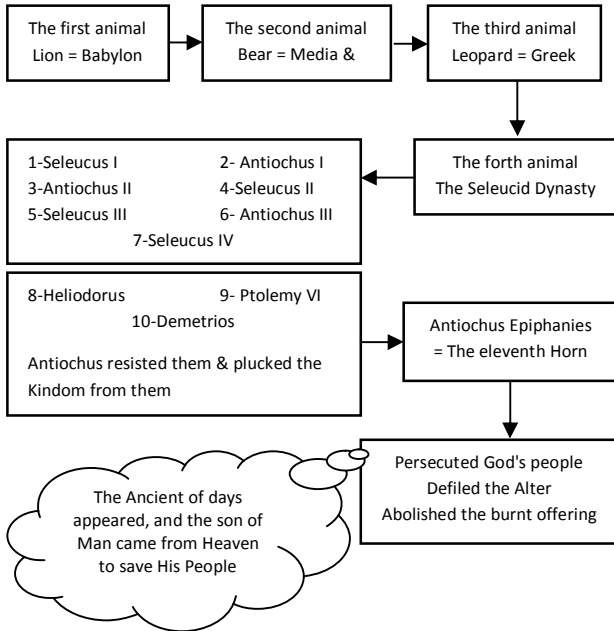 The first animal
Lion = Babylon
The second animal
Bear = Media &
The third animal
Leopard = Greek
The forth animal
The Seleucid Dynasty
1-Seleucus I 2- Antiochus I
3-Antiochus II 4-Seleucus II
5-Seleucus III 6- Antiochus III
7-Seleucus IV
8-Heliodorus 9- Ptolemy VI
10-Demetrios
Antiochus resisted them & plucked the
Kindom from them
Antiochus Epiphanies
= The eleventh Horn
Persecuted God's people
Defiled the Alter
Abolished the burnt offering
The Ancient of days
appeared, and the son of
Man came from Heaven
to save His People